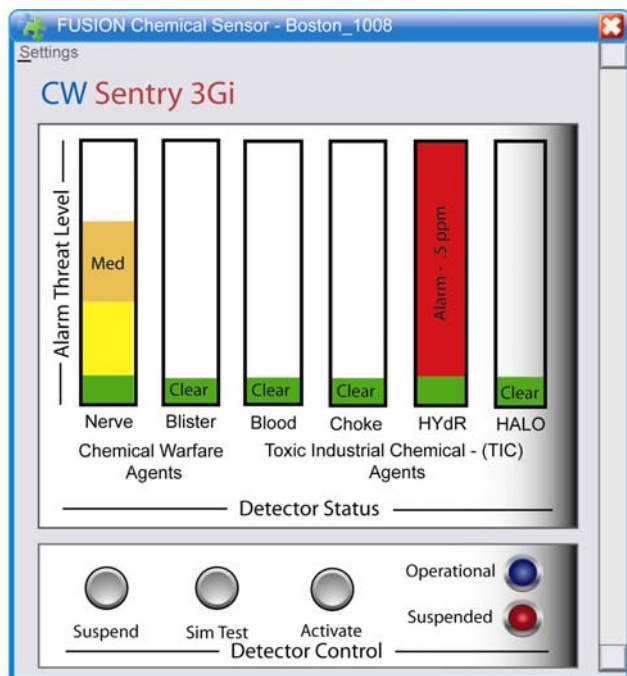 FUSION Chemical Sensor - Boston_1008
Settings
CW Sentry 3Gi
Alarm Threat Level
Med
Clear
Clear
Clear
Alarm - .5 ppm
Clear
Nerve Blister Blood Choke HYdR HALO
Chemical Warfare
Agents
Toxic Industrial Chemical - (TIC)
Agents
Detector Status
Suspend
Sim Test
Activate
Operational
Suspended
Detector Control